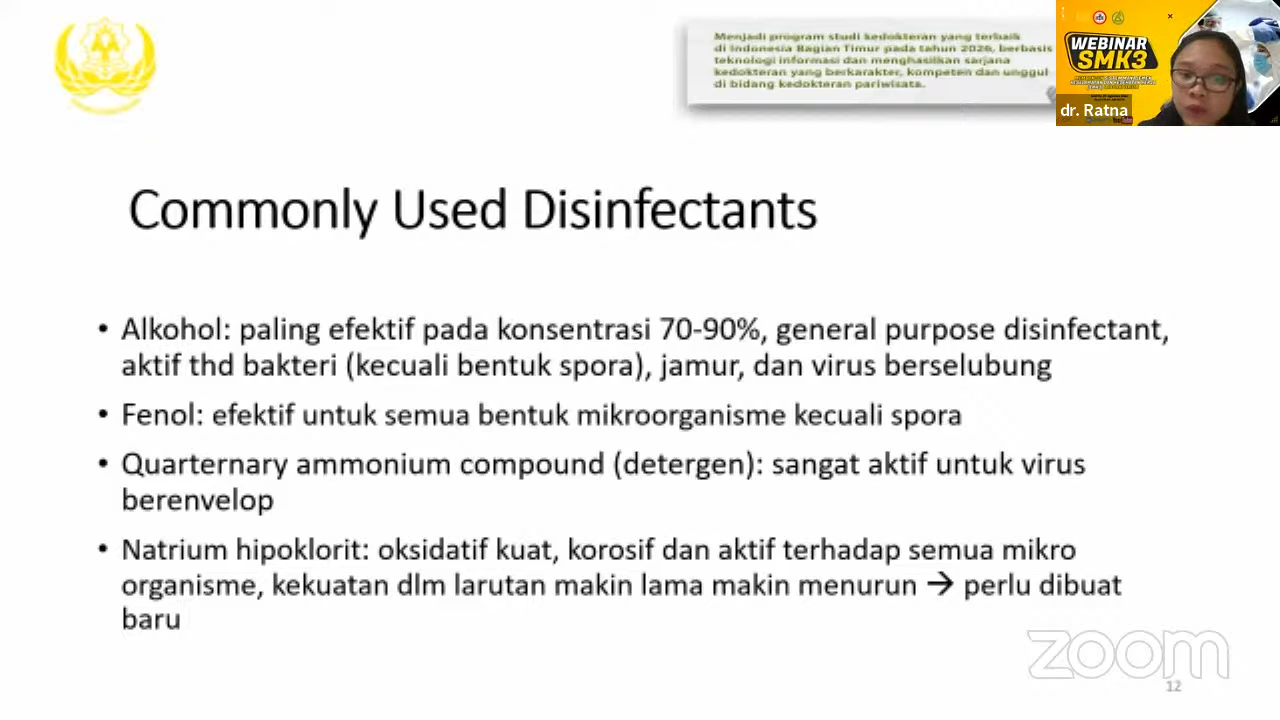 Menjadi program studi kedokteran yang terbaik
di Indonesia Bagian Timur pada tahun 2026, berbasis
teknologi informasi dan menghasilkan sarjana
kedokteran yang berkarakter, kompeten dan unggul
di bidang kedokteran pariwisata.
WEBINAR
SMK3
dr. Ratna
Commonly Used Disinfectants
• Alkohol: paling efektif pada konsentrasi 70-90%, general purpose disinfectant,
aktif thd bakteri (kecuali bentuk spora), jamur, dan virus berselubung
• Fenol: efektif untuk semua bentuk mikroorganisme kecuali spora
• Quarternary ammonium compound (detergen): sangat aktif untuk virus
berenvelop
• Natrium hipoklorit: oksidatif kuat, korosif dan aktif terhadap semua mikro
organisme, kekuatan dlm larutan makin lama makin menurun → perlu dibuat
baru
zoom
12